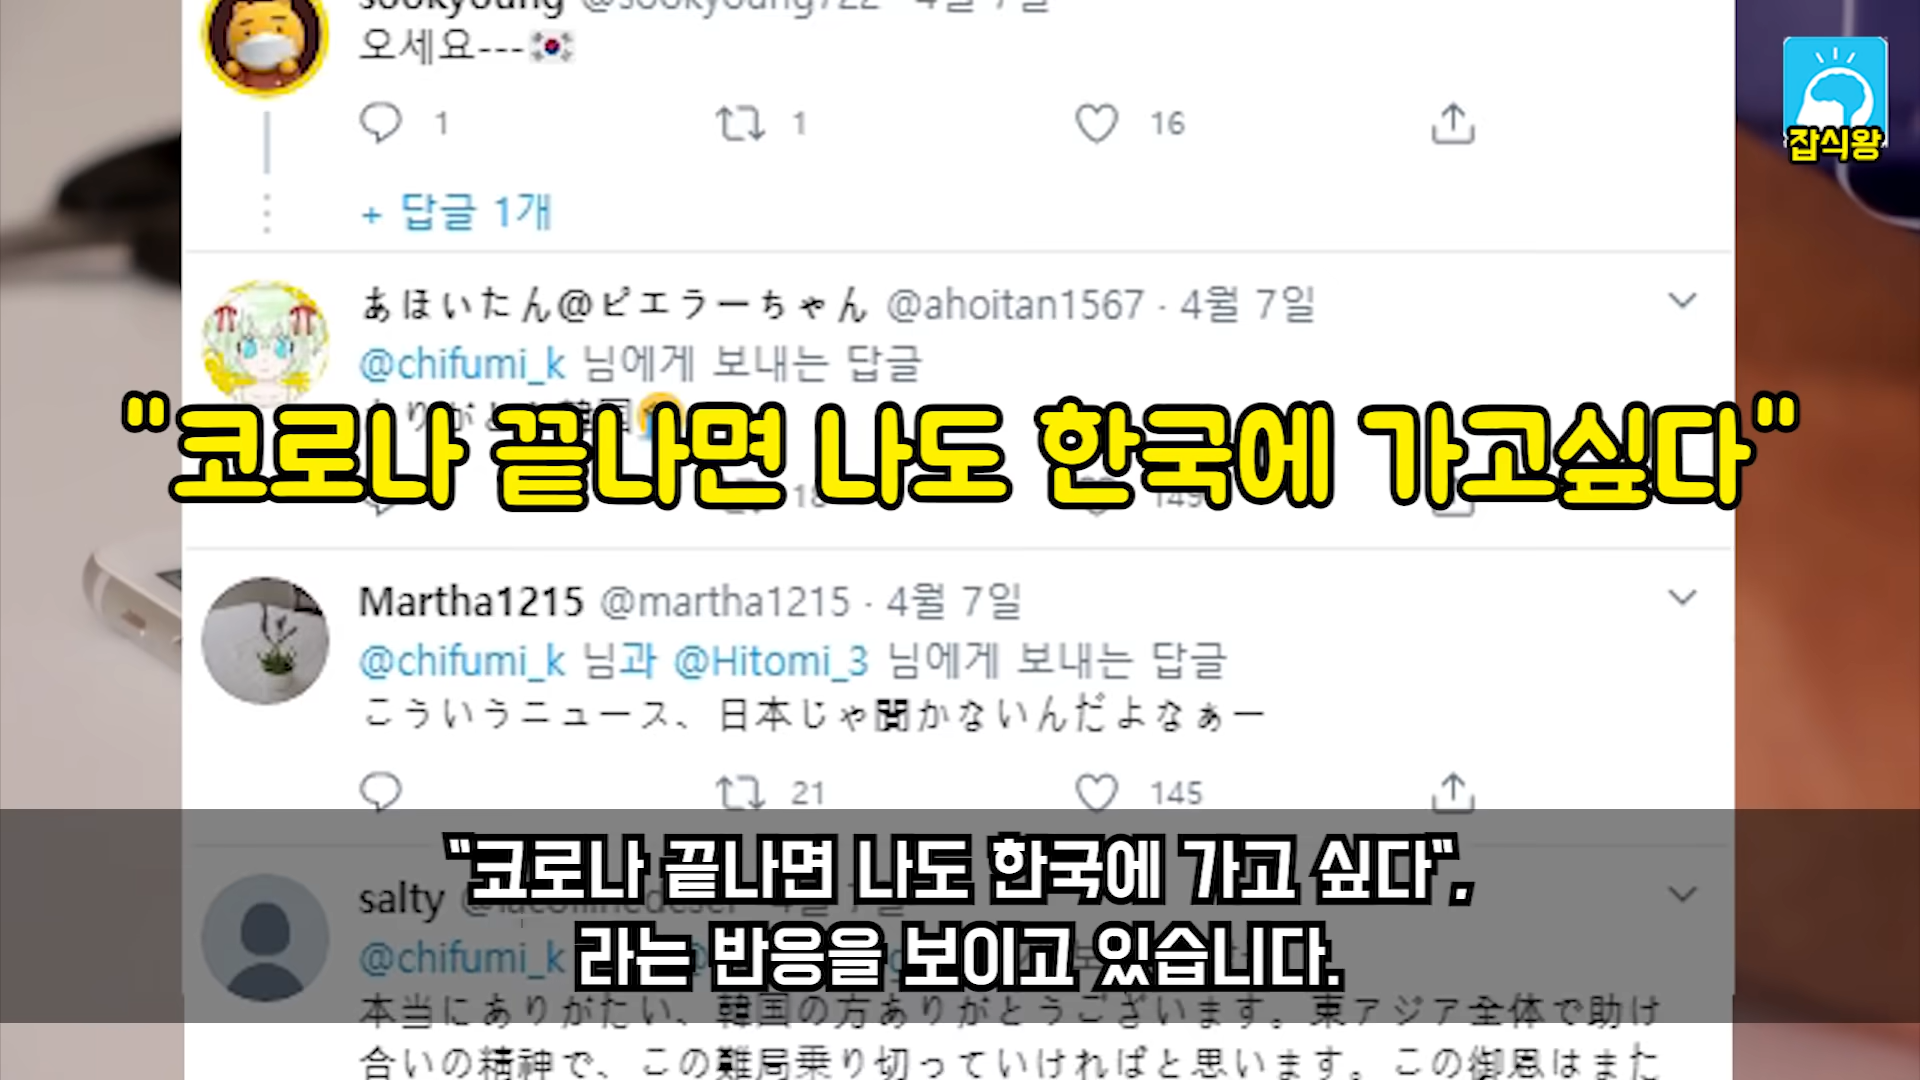 sookyoung @sookyoung722 · 4월 7일
오세요---🇰🇷
1 1 16
잡식왕
+ 답글 1개
あほいたん@ピエラーちゃん @ahoitan1567 · 4월 7일
@chifumi_k 님에게 보내는 답글
"코로나 끝나면 나도 한국에 가고싶다"
18 149
Martha1215 @martha1215 · 4월 7일
@chifumi_k 님과 @Hitomi_3 님에게 보내는 답글
こういうニュース、日本じゃ聞かないんだよなぁー
21 145
"코로나 끝나면 나도 한국에 가고 싶다",
salty
라는 반응을 보이고 있습니다.
@chifumi_k
本当にありがたい、韓国の方ありがとうございます。東アジア全体で助け
合いの精神で、この難局乗り切っていければと思います。この御恩はまた